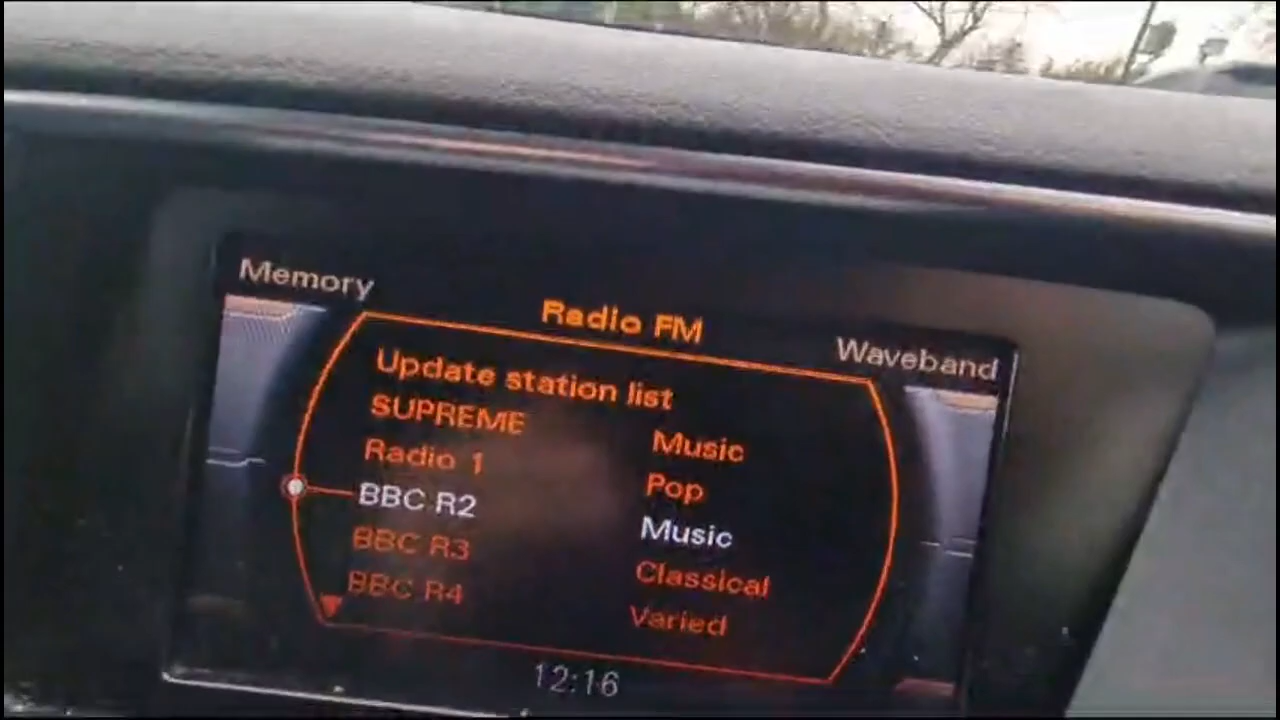 Memory
Radio FM
Waveband
Update station list
SUPREME Music
Radio 1 Pop
BBC R2 Music
BBC R3 Classical
BBC R4 Varied
12:16